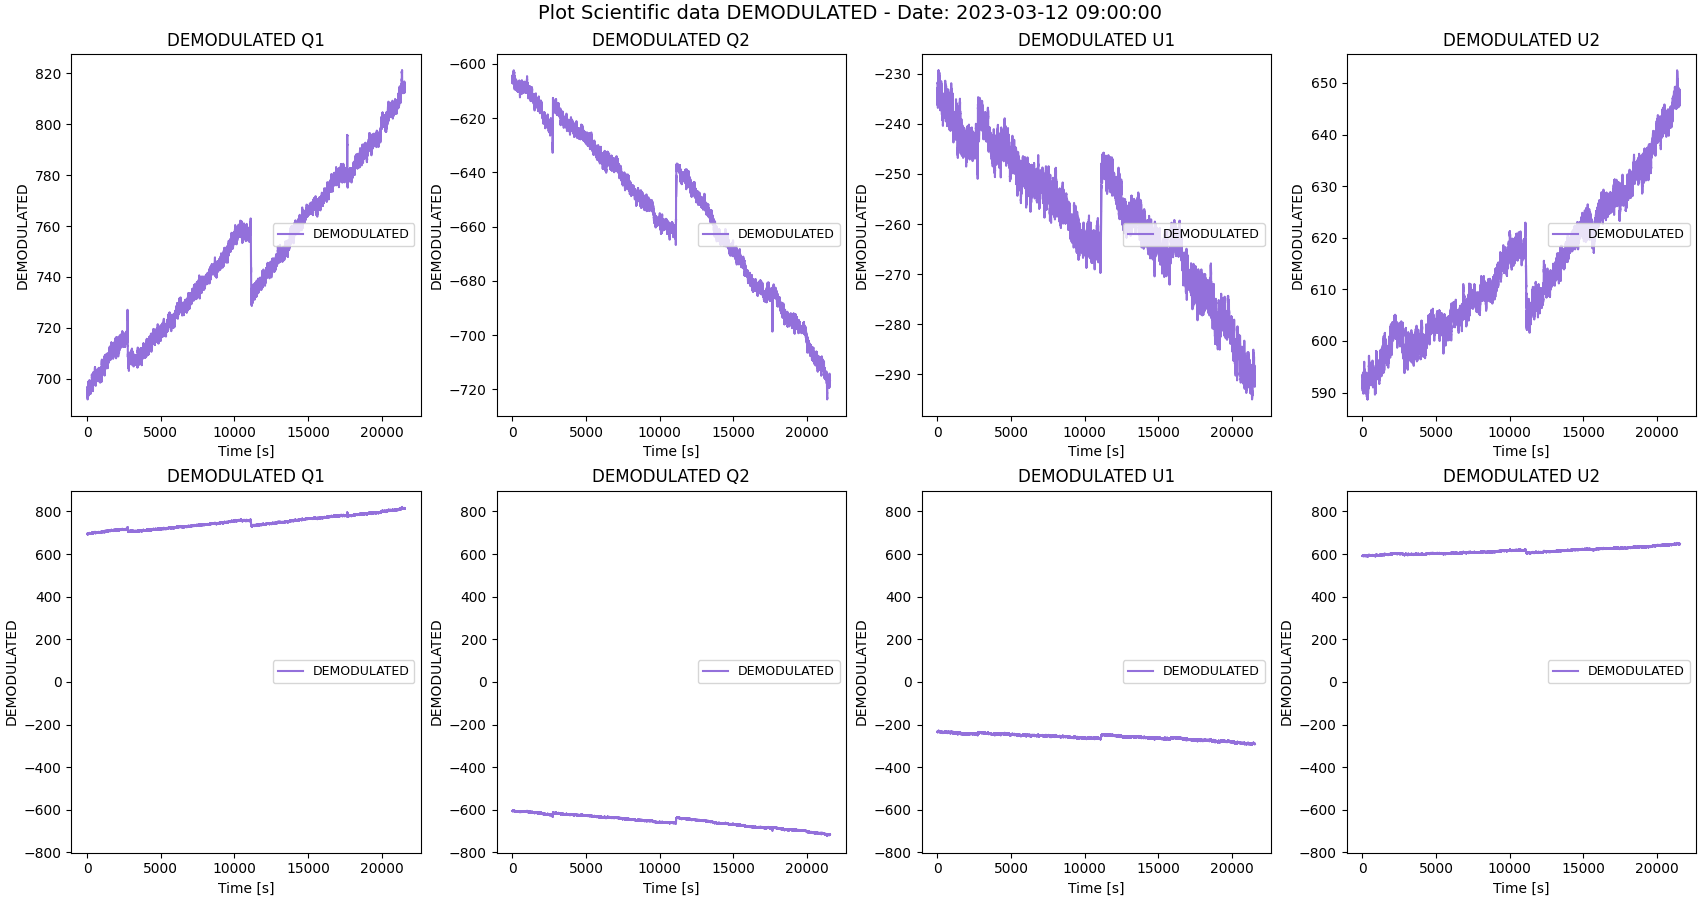 Plot Scientific data DEMODULATED - Date: 2023-03-12 09:00:00
DEMODULATED Q1
DEMODULATED
820
800
780
760
740
720
700
0 5000 10000 15000 20000
Time [s]
DEMODULATED
DEMODULATED Q2
DEMODULATED
−600
−620
−640
−660
−680
−700
−720
0 5000 10000 15000 20000
Time [s]
DEMODULATED
DEMODULATED U1
DEMODULATED
−230
−240
−250
−260
−270
−280
−290
0 5000 10000 15000 20000
Time [s]
DEMODULATED
DEMODULATED U2
DEMODULATED
650
640
630
620
610
600
590
0 5000 10000 15000 20000
Time [s]
DEMODULATED
DEMODULATED Q1
DEMODULATED
800
600
400
200
0
−200
−400
−600
−800
0 5000 10000 15000 20000
Time [s]
DEMODULATED
DEMODULATED Q2
DEMODULATED
800
600
400
200
0
−200
−400
−600
−800
0 5000 10000 15000 20000
Time [s]
DEMODULATED
DEMODULATED U1
DEMODULATED
800
600
400
200
0
−200
−400
−600
−800
0 5000 10000 15000 20000
Time [s]
DEMODULATED
DEMODULATED U2
DEMODULATED
800
600
400
200
0
−200
−400
−600
−800
0 5000 10000 15000 20000
Time [s]
DEMODULATED